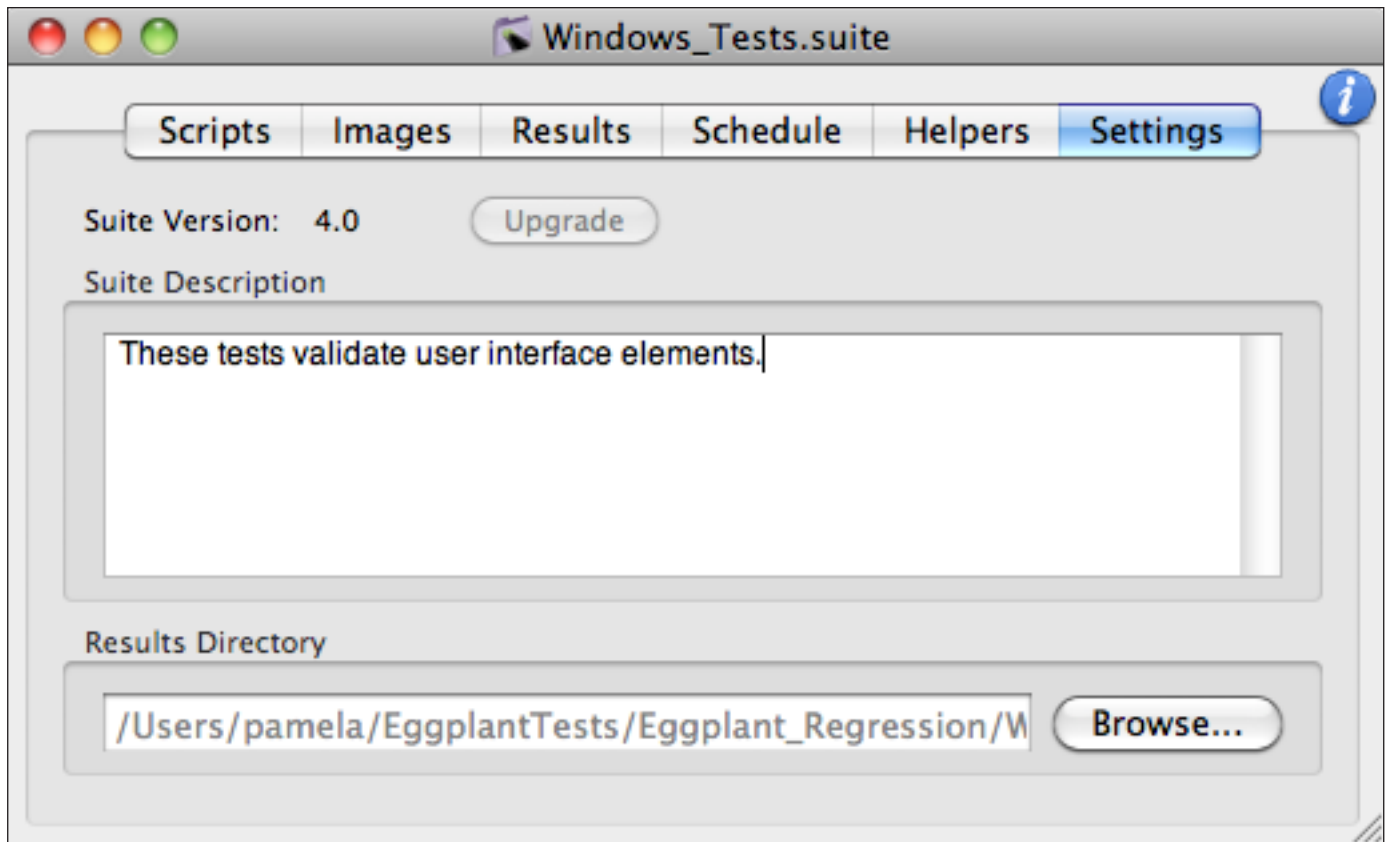 Windows_Tests.suite
i
Scripts Images Results Schedule Helpers Settings
Suite Version: 4.0 Upgrade
Suite Description
These tests validate user interface elements.
Results Directory
/Users/pamela/EggplantTests/Eggplant_Regression/W Browse...